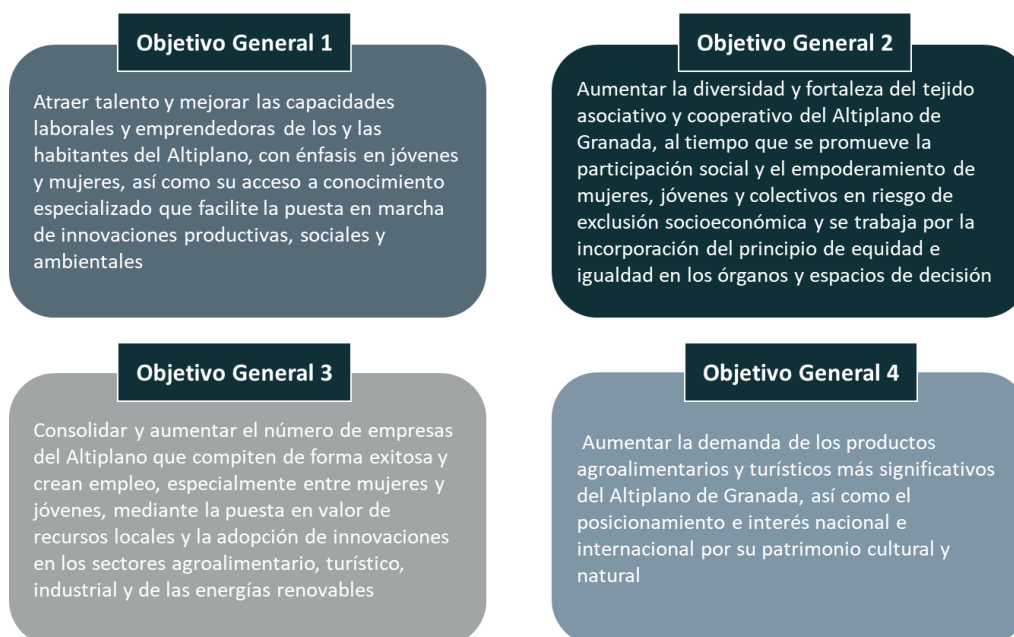 Objetivo General 1
Atraer talento y mejorar las capacidades
laborales y emprendedoras de los y las
habitantes del Altiplano, con énfasis en jóvenes
y mujeres, así como su acceso a conocimiento
especializado que facilite la puesta en marcha
de innovaciones productivas, sociales y
ambientales
Objetivo General 2
Aumentar la diversidad y fortaleza del tejido
asociativo y cooperativo del Altiplano de
Granada, al tiempo que se promueve la
participación social y el empoderamiento de
mujeres, jóvenes y colectivos en riesgo de
exclusión socioeconómica y se trabaja por la
incorporación del principio de equidad e
igualdad en los órganos y espacios de decisión
Objetivo General 3
Consolidar y aumentar el número de empresas
del Altiplano que compiten de forma exitosa y
crean empleo, especialmente entre mujeres y
jóvenes, mediante la puesta en valor de
recursos locales y la adopción de innovaciones
en los sectores agroalimentario, turístico,
industrial y de las energías renovables
Objetivo General 4
Aumentar la demanda de los productos
agroalimentarios y turísticos más significativos
del Altiplano de Granada, así como el
posicionamiento e interés nacional e
internacional por su patrimonio cultural y
natural